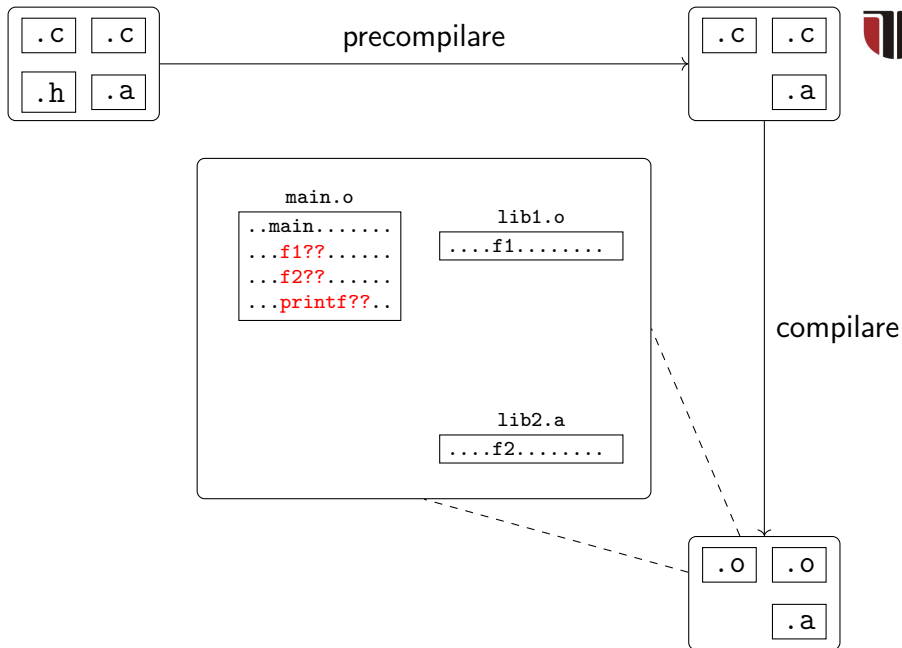 .c .c
.h .a
precompilare
.c .c
.a
main.o
..main.......
...f1??......
...f2??......
...printf??..
lib1.o
....f1........
lib2.a
....f2........
compilare
.o .o
.a